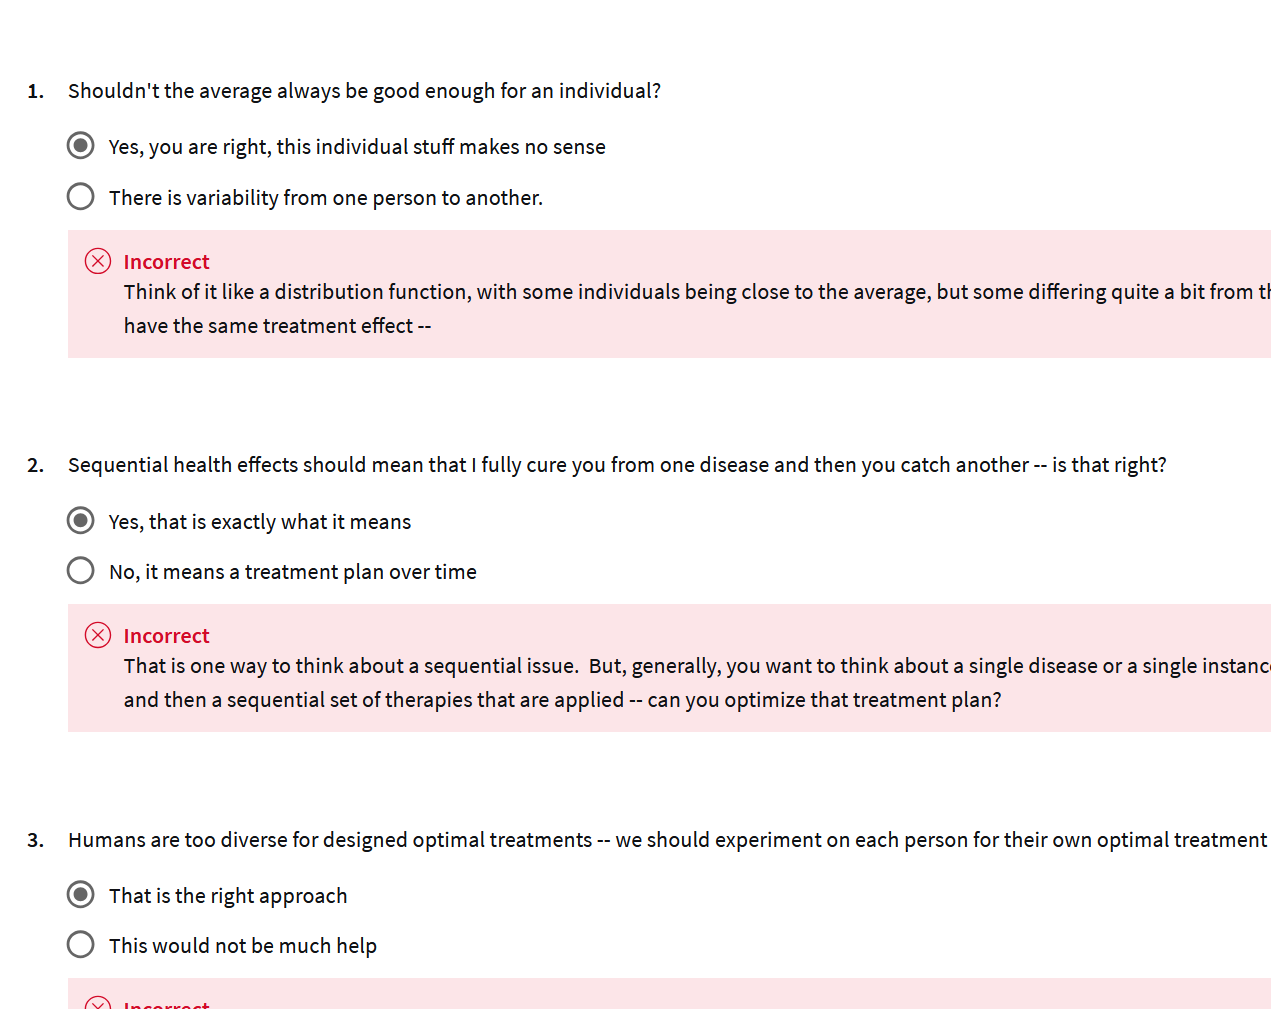 1. Shouldn't the average always be good enough for an individual?
Yes, you are right, this individual stuff makes no sense
There is variability from one person to another.
Incorrect
Think of it like a distribution function, with some individuals being close to the average, but some differing quite a bit from
have the same treatment effect --
2. Sequential health effects should mean that I fully cure you from one disease and then you catch another -- is that right?
Yes, that is exactly what it means
No, it means a treatment plan over time
Incorrect
That is one way to think about a sequential issue.  But, generally, you want to think about a single disease or a single
and then a sequential set of therapies that are applied -- can you optimize that treatment plan?
3. Humans are too diverse for designed optimal treatments -- we should experiment on each person for their own optimal treatment
That is the right approach
This would not be much help
Incorrect